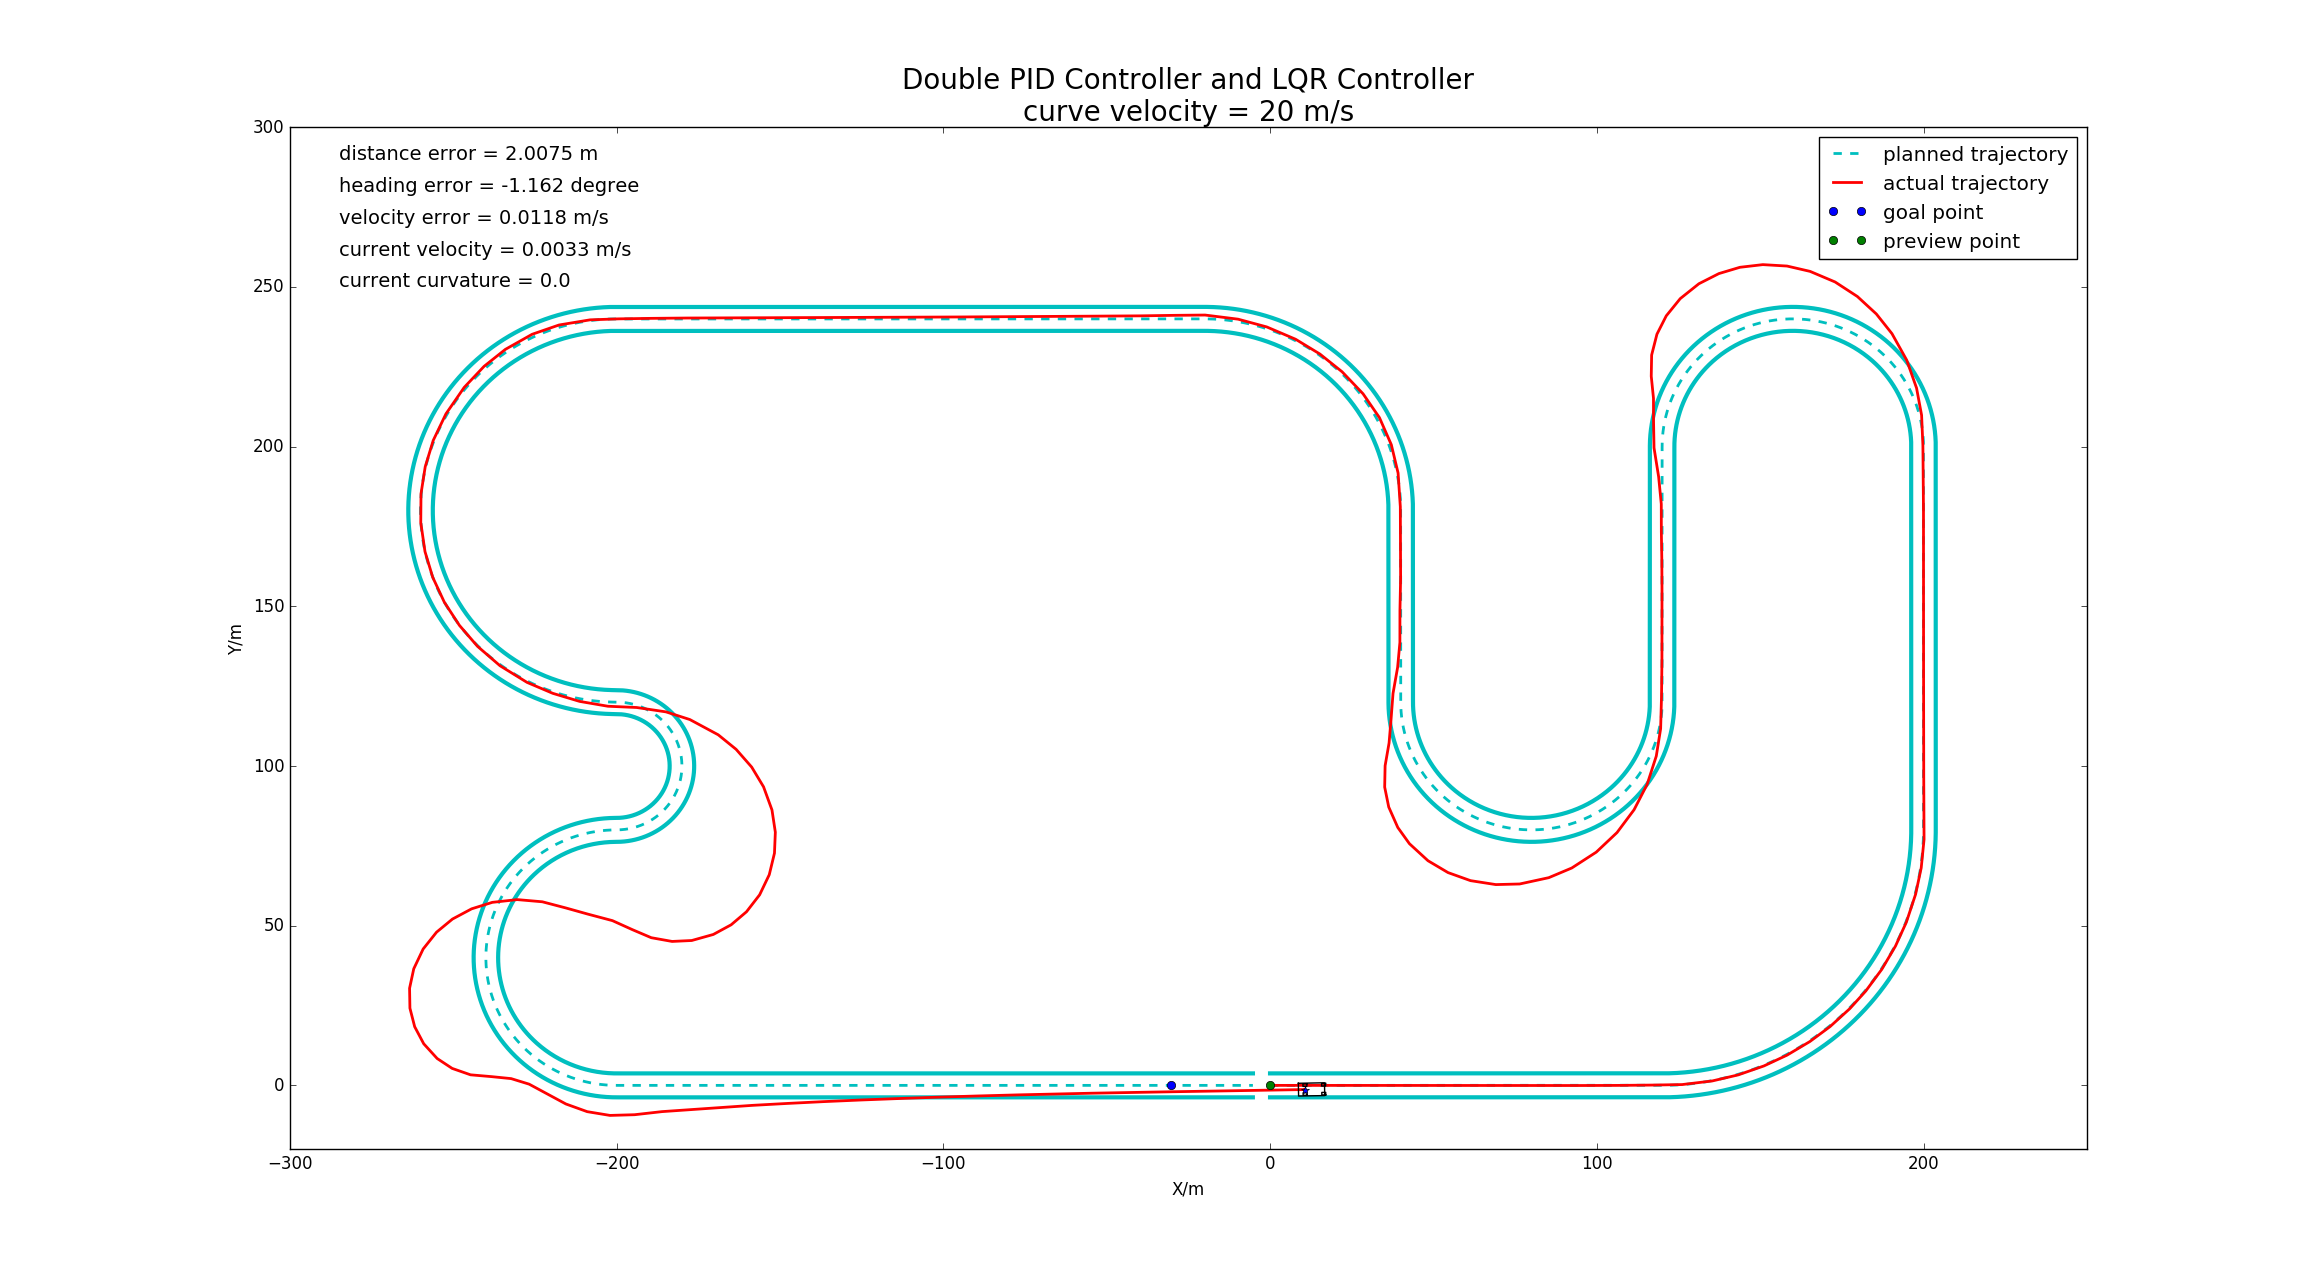 Double PID Controller and LQR Controller
curve velocity = 20 m/s
distance error = 2.0075 m
heading error = -1.162 degree
velocity error = 0.0118 m/s
current velocity = 0.0033 m/s
current curvature = 0.0
planned trajectory
actual trajectory
goal point
preview point
300
250
200
150
100
50
0
Y/m
−300
−200
−100
0
100
200
X/m